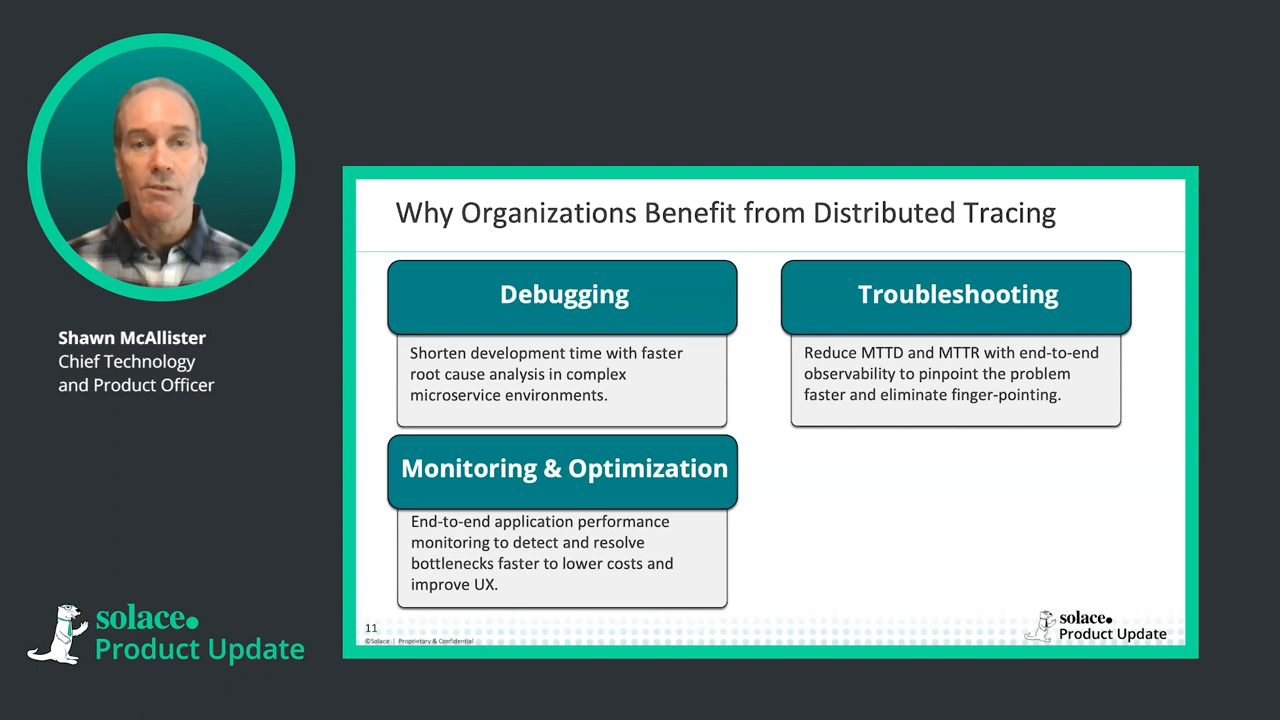 Shawn McAllister
Chief Technology
and Product Officer
solace.
Product Update
Why Organizations Benefit from Distributed Tracing
Debugging
Shorten development time with faster
root cause analysis in complex
microservice environments.
Troubleshooting
Reduce MTTD and MTTR with end-to-end
observability to pinpoint the problem
faster and eliminate finger-pointing.
Monitoring & Optimization
End-to-end application performance
monitoring to detect and resolve
bottlenecks faster to lower costs and
improve UX.
11
©Solace | Proprietary & Confidential
solace.
Product Update